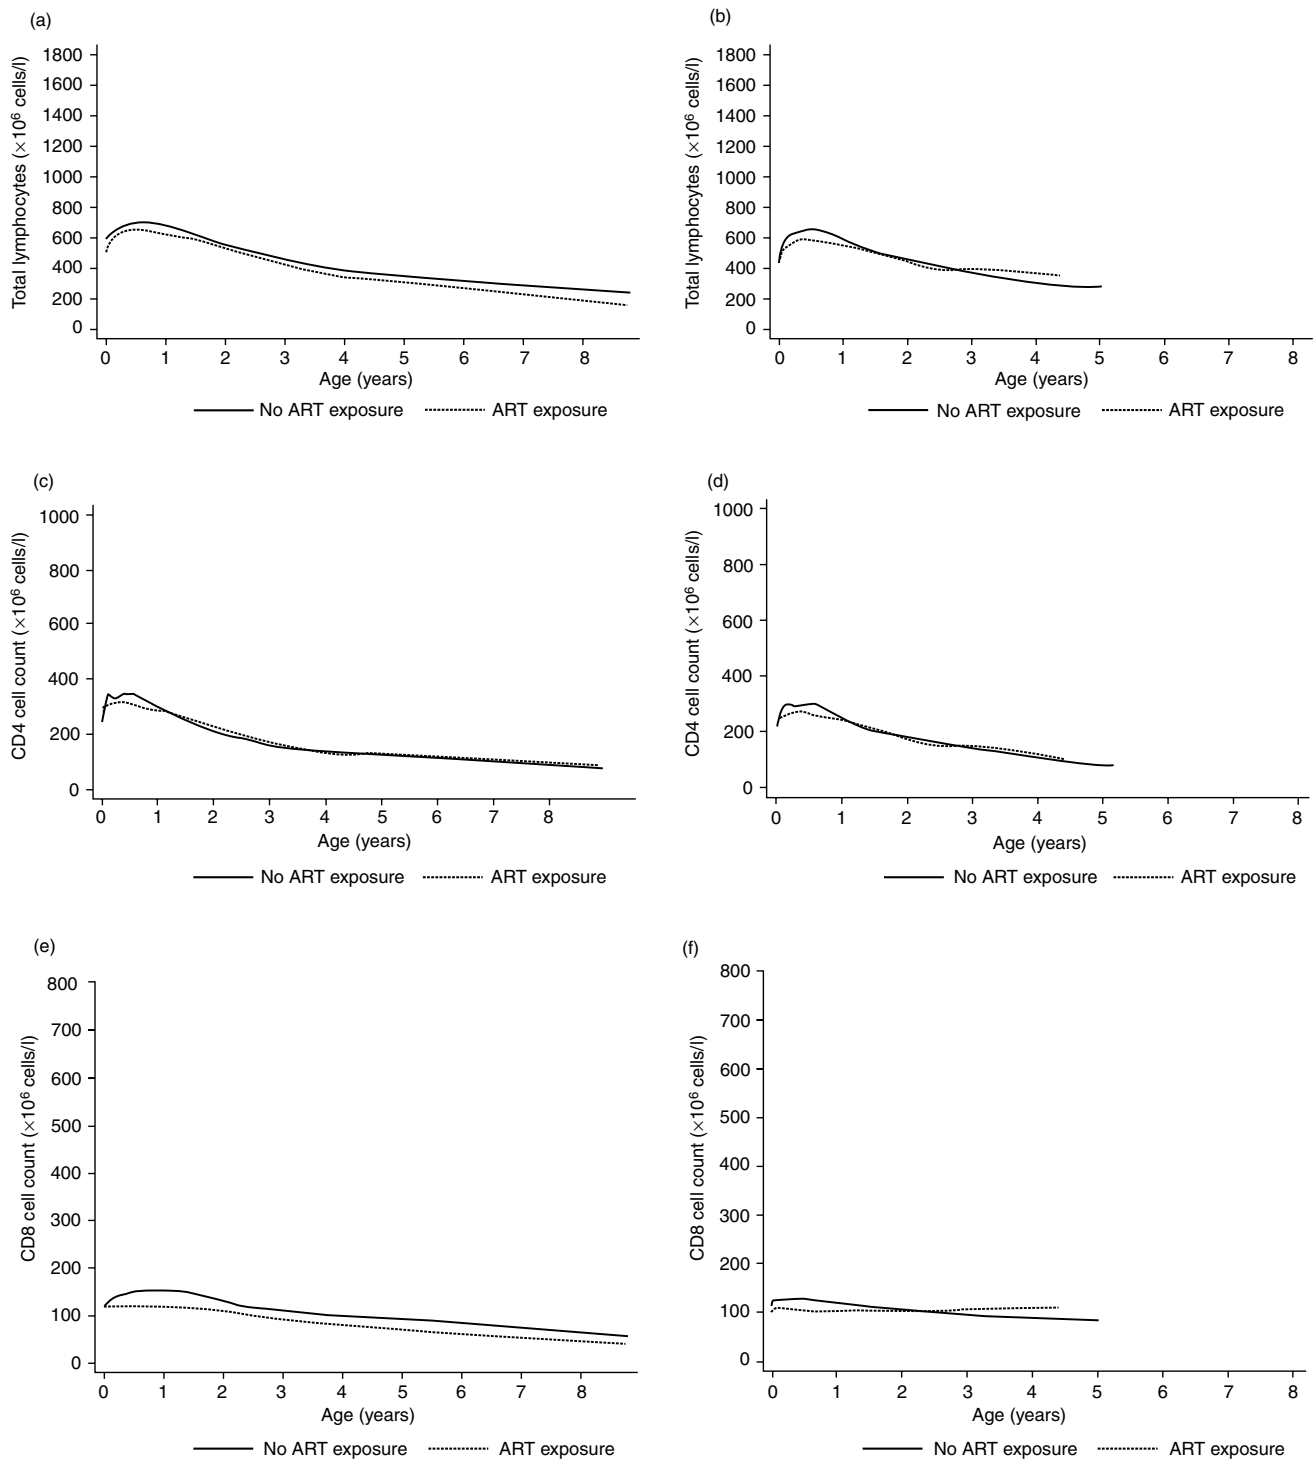 (a)
Total lymphocytes (×10⁶ cells/l)
1800
1600
1400
1200
1000
800
600
400
200
0
0 1 2 3 4 5 6 7 8
Age (years)
No ART exposure ART exposure
(b)
Total lymphocytes (×10⁶ cells/l)
1800
1600
1400
1200
1000
800
600
400
200
0
0 1 2 3 4 5 6 7 8
Age (years)
No ART exposure ART exposure
(c)
CD4 cell count (×10⁶ cells/l)
1000
800
600
400
200
0
0 1 2 3 4 5 6 7 8
Age (years)
No ART exposure ART exposure
(d)
CD4 cell count (×10⁶ cells/l)
1000
800
600
400
200
0
0 1 2 3 4 5 6 7 8
Age (years)
No ART exposure ART exposure
(e)
CD8 cell count (×10⁶ cells/l)
800
700
600
500
400
300
200
100
0
0 1 2 3 4 5 6 7 8
Age (years)
No ART exposure ART exposure
(f)
CD8 cell count (×10⁶ cells/l)
800
700
600
500
400
300
200
100
0
0 1 2 3 4 5 6 7 8
Age (years)
No ART exposure ART exposure